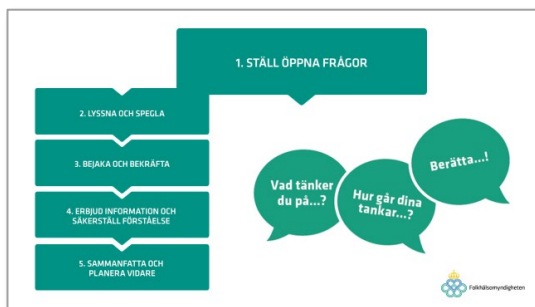 1. STÄLL ÖPPNA FRÅGOR
2. LYSSNA OCH SPEGLA
3. BEJAKA OCH BEKRÄFTA
4. ERBJUD INFORMATION OCH
SÄKERSTÄLL FÖRSTÅELSE
5. SAMMANFATTA OCH
PLANERA VIDARE
Vad tänker
du på...?
Hur går dina
tankar...?
Berätta...!
Folkhälsomyndigheten